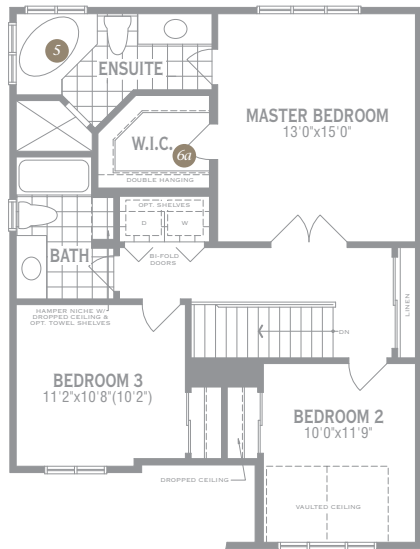 5
ENSUITE
MASTER BEDROOM
13'0"x15'0"
W.I.C.
6a
DOUBLE HANGING
OPT. SHELVES
D
W
BATH
BI-FOLD
DOORS
LINEN
HAMPER NICHE W/
DROPPED CEILING &
OPT. TOWEL SHELVES
DN
BEDROOM 3
11'2"x10'8"(10'2")
BEDROOM 2
10'0"x11'9"
DROPPED CEILING
VAULTED CEILING